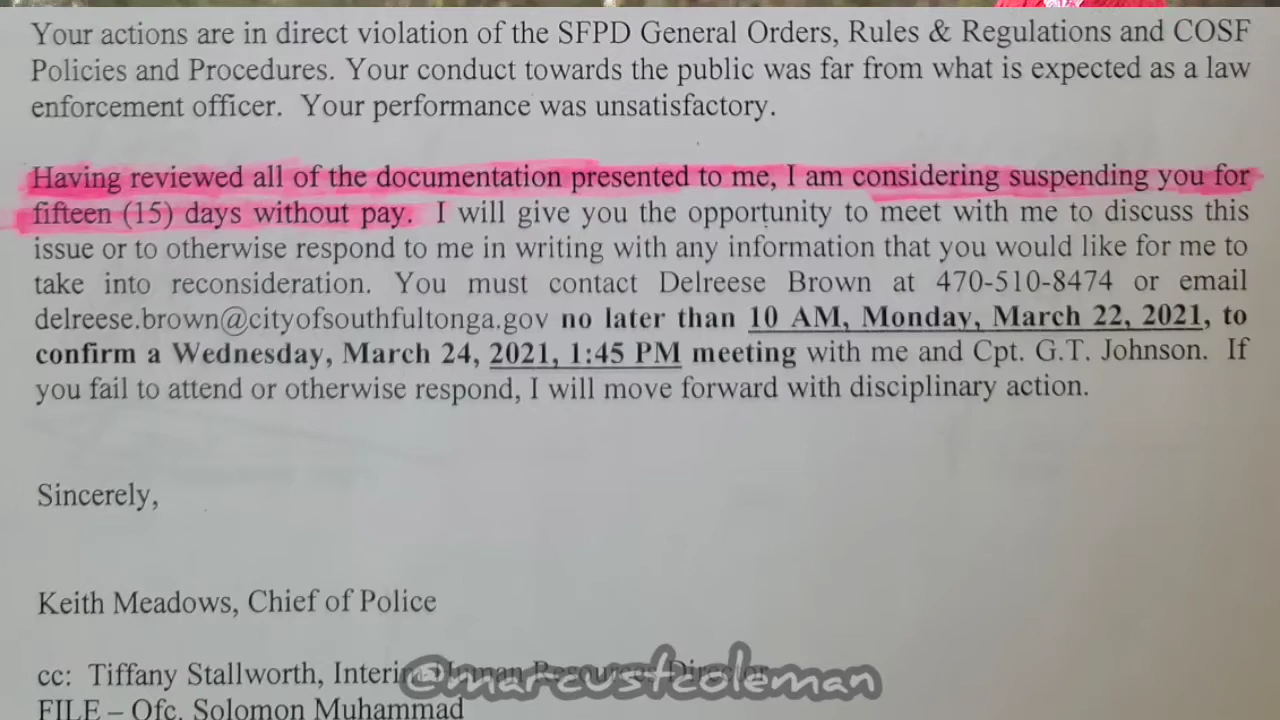 Your actions are in direct violation of the SFPD General Orders, Rules & Regulations and COSF
Policies and Procedures. Your conduct towards the public was far from what is expected as a law
enforcement officer. Your performance was unsatisfactory.
Having reviewed all of the documentation presented to me, I am considering suspending you for
fifteen (15) days without pay. I will give you the opportunity to meet with me to discuss this
issue or to otherwise respond to me in writing with any information that you would like for me to
take into reconsideration. You must contact Delreese Brown at 470-510-8474 or email
delreese.brown@cityofsouthfultonga.gov no later than 10 AM, Monday, March 22, 2021, to
confirm a Wednesday, March 24, 2021, 1:45 PM meeting with me and Cpt. G.T. Johnson. If
you fail to attend or otherwise respond, I will move forward with disciplinary action.
Sincerely,
Keith Meadows, Chief of Police
cc: Tiffany Stallworth, Interim Human Resources Director
@marcusfcoleman
FILE – Ofc. Solomon Muhammad